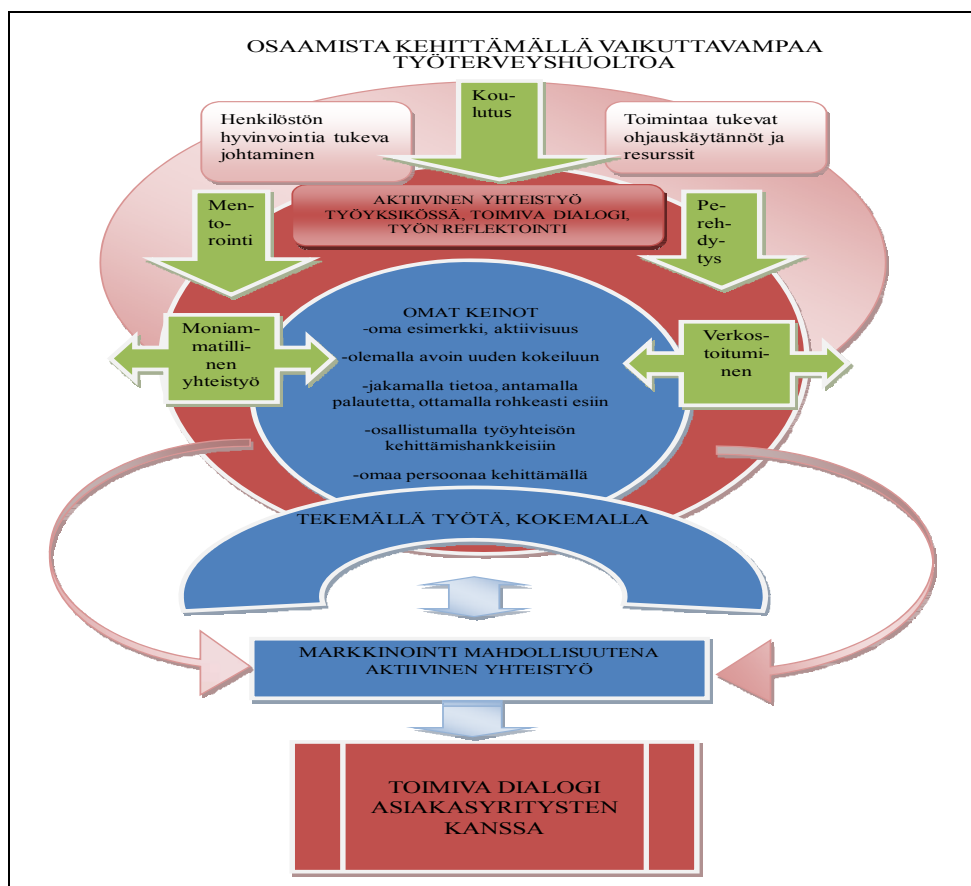 OSAAMISTA KEHITTÄMÄLLÄ VAIKUTTAVAMPAA
TYÖTERVEYSHUOLTOA
Kou-
lutus
Henkilöstön
hyvinvointia tukeva
johtaminen
Toimintaa tukevat
ohjauskäytännöt ja
resurssit
AKTIIVINEN YHTEISTYÖ
TYÖYKSIKÖSSÄ, TOIMIVA DIALOGI,
TYÖN REFLEKTOINTI
Men-
to-
rointi
Pe-
reh-
dy-
tys
OMAT KEINOT
-oma esimerkki, aktiivisuus
-olemalla avoin uuden kokeiluun
-jakamalla tietoa, antamalla
palautetta, ottamalla rohkeasti esiin
-osallistumalla työyhteisön
kehittämishankkeisiin
-omaa persoonaa kehittämällä
Moniam-
matilli-
nen
yhteistyö
Verkos-
toitumi-
nen
TEKEMÄLLÄ TYÖTÄ, KOKEMALLA
MARKKINOINTI MAHDOLLISUUTENA
AKTIIVINEN YHTEISTYÖ
TOIMIVA DIALOGI
ASIAKASYRITYSTEN
KANSSA